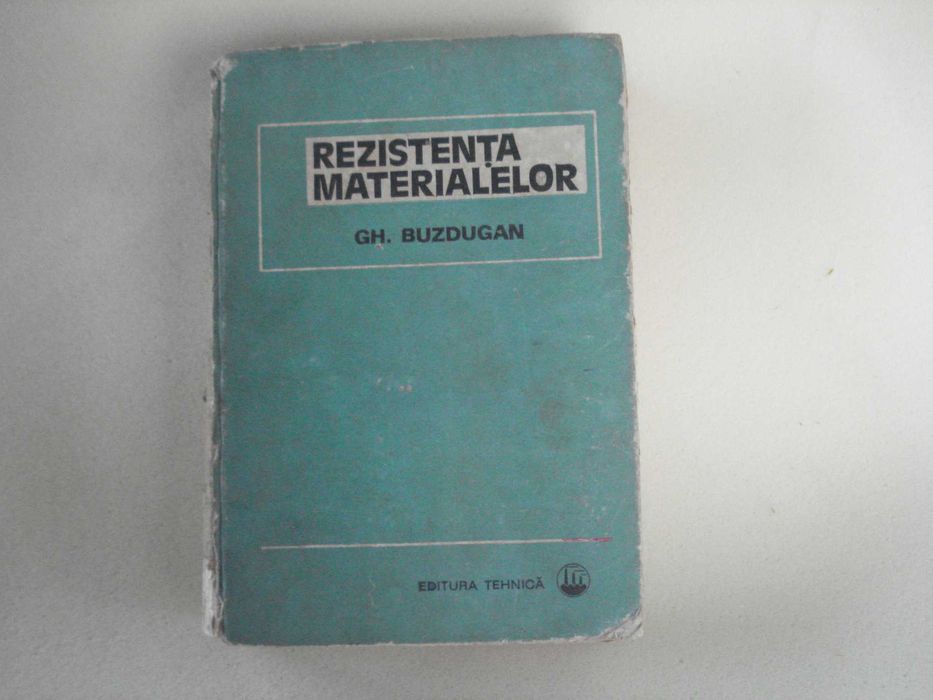 REZISTENȚA
MATERIALELOR
GH. BUZDUGAN
EDITURA TEHNICĂ